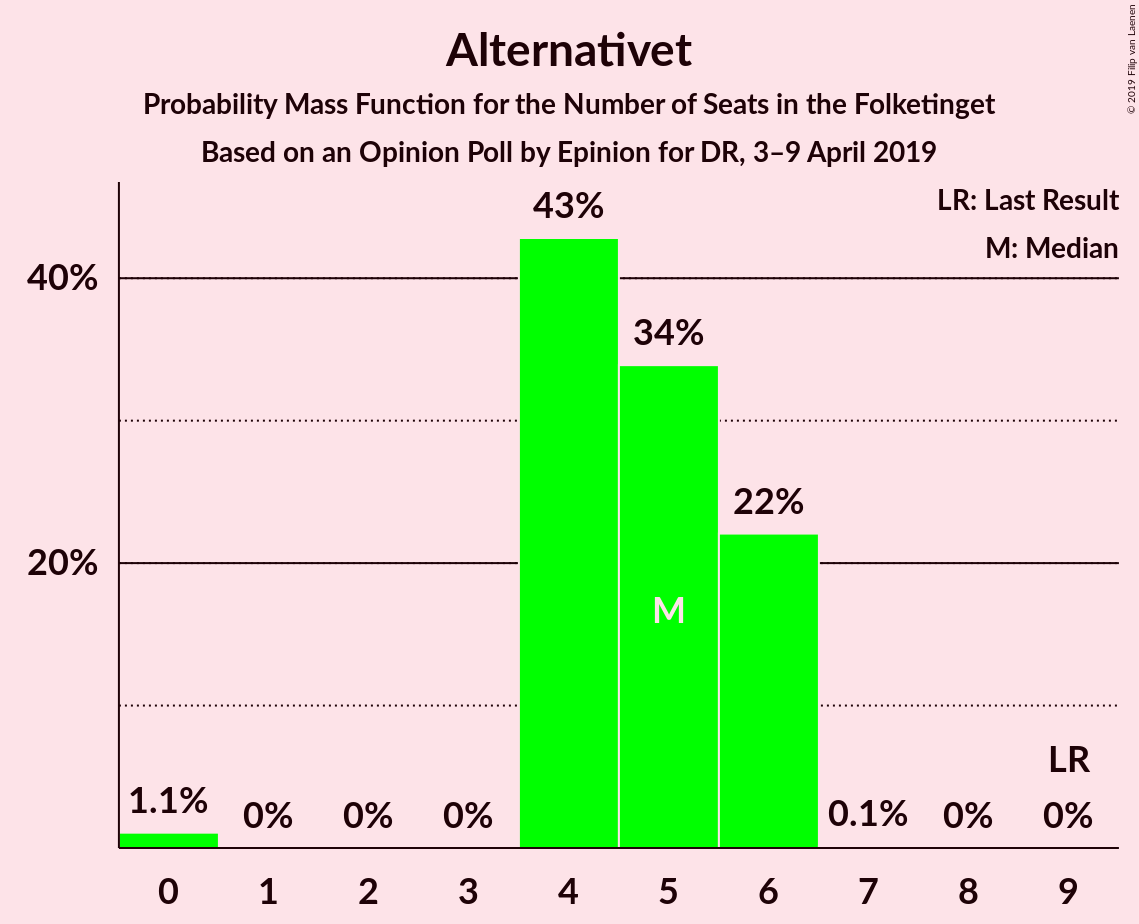 Alternativet
Probability Mass Function for the Number of Seats in the Folketinget
Based on an Opinion Poll by Epinion for DR, 3–9 April 2019
© 2019 Filip van Laenen
LR: Last Result
M: Median
43%
40%
34%
22%
20%
M
LR
1.1%
0%
0%
0%
0.1%
0%
0%
0 1 2 3 4 5 6 7 8 9